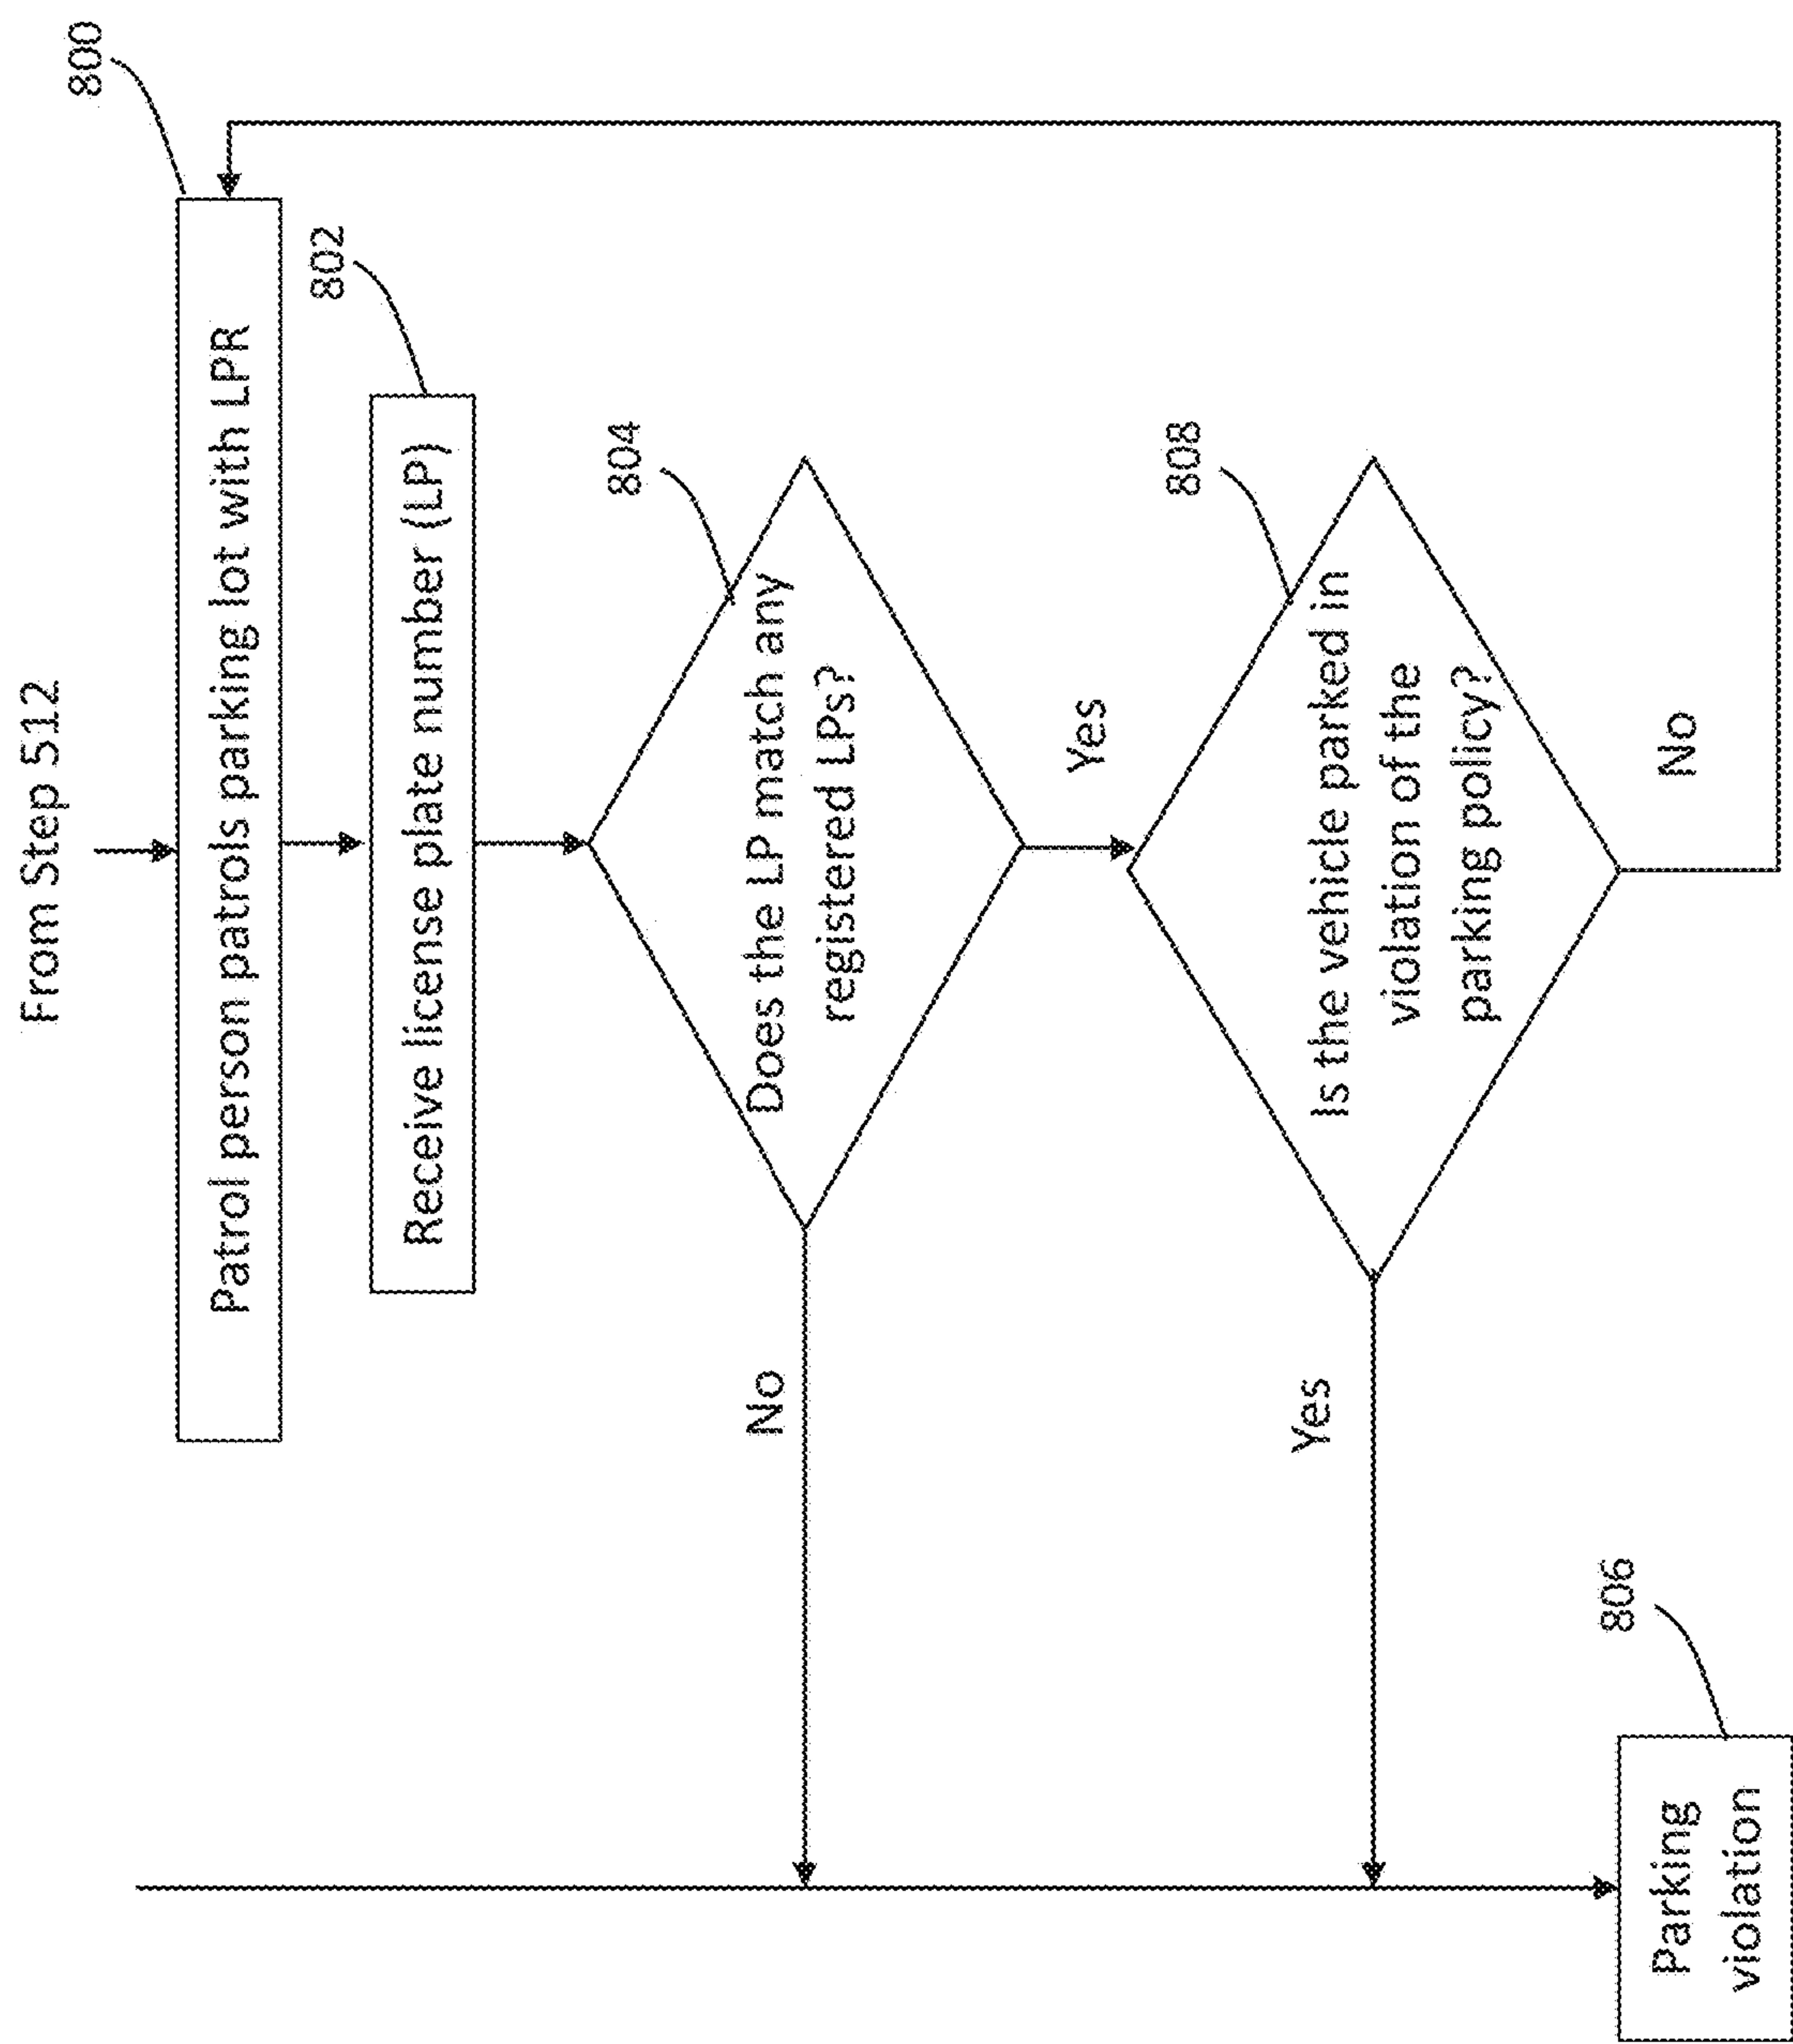 From Step 512
800
Patrol person patrols parking lot with LPR
802
Receive license plate number (LP)
804
Does the LP match any
registered LPs?
No
Yes
808
Is the vehicle parked in
violation of the
parking policy?
Yes
No
806
Parking
violation